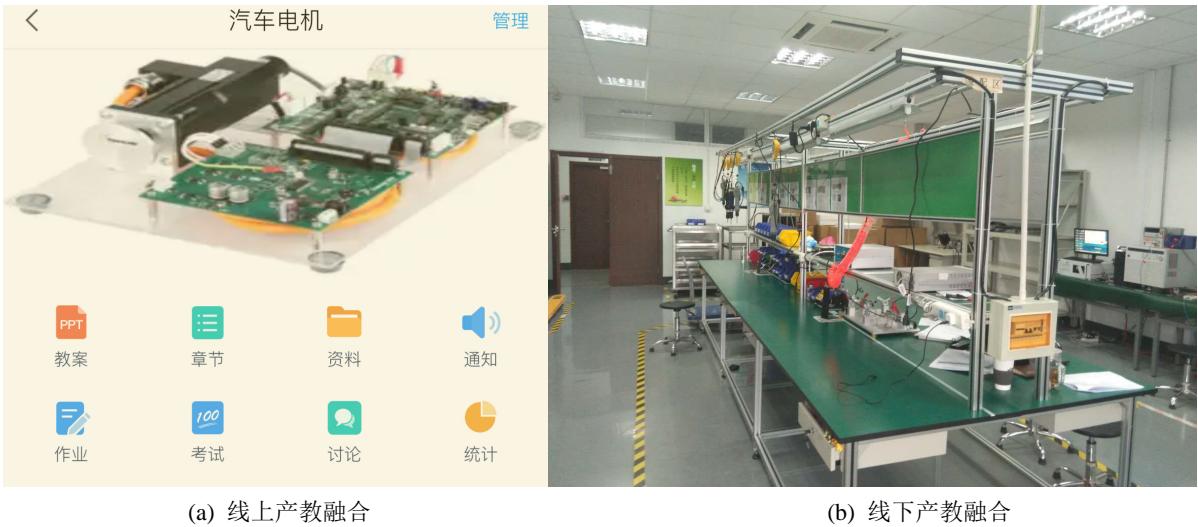 汽车电机
管理
PPT
教案
章节
资料
通知
作业
100
考试
讨论
统计
(a) 线上产教融合
(b) 线下产教融合